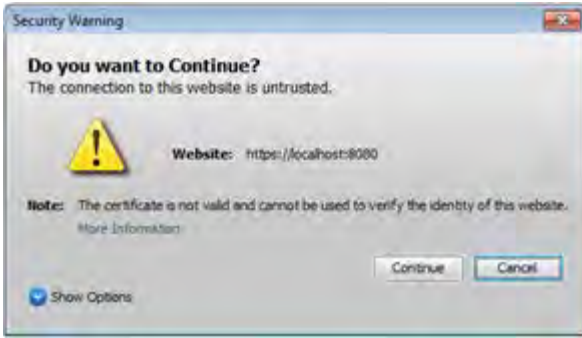 Security Warning
Do you want to Continue?
The connection to this website is untrusted.
Website: https://localhost:8080
Note: The certificate is not valid and cannot be used to verify the identity of this website.
More Information
Continue Cancel
Show Options